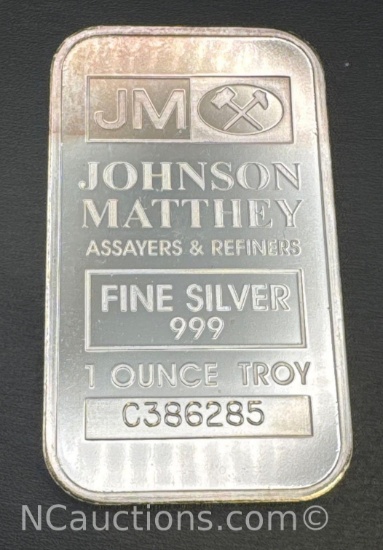 JM
JOHNSON
MATTHEY
ASSAYERS & REFINERS
FINE SILVER
999
1 OUNCE TROY
C386285
NCauctions.com©